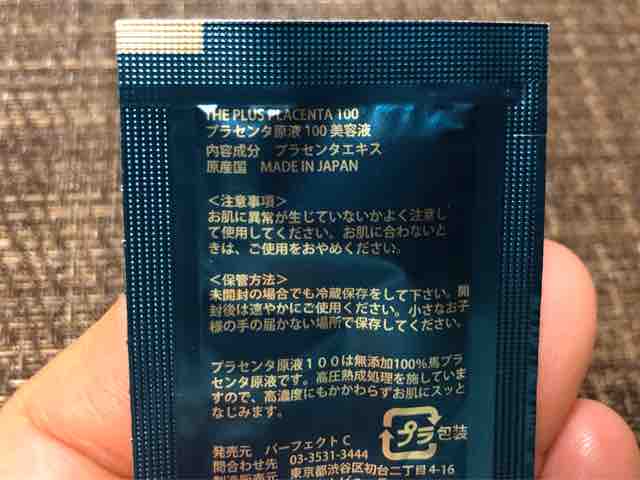 THE PLUS PLACENTA 100
プラセンタ原液 100 美容液
内容成分　プラセンタエキス
原産国　MADE IN JAPAN
＜注意事項＞
お肌に異常が生じていないかよく注意し
て使用してください。お肌に合わないと
きは、ご使用をおやめください。
＜保管方法＞
未開封の場合でも冷蔵保存をして下さい。開
封後は速やかにご使用ください。小さなお子
様の手の届かない場所で保存してください。
プラセンタ原液１００は無添加100%馬プラ
センタ原液です。高圧熟成処理を施していま
すので、高濃度にもかかわらずお肌にスッと
なじみます。
プラ 包装
発売元　パーフェクト C
問合わせ先　03-3531-3444
東京都渋谷区初台二丁目 4-16